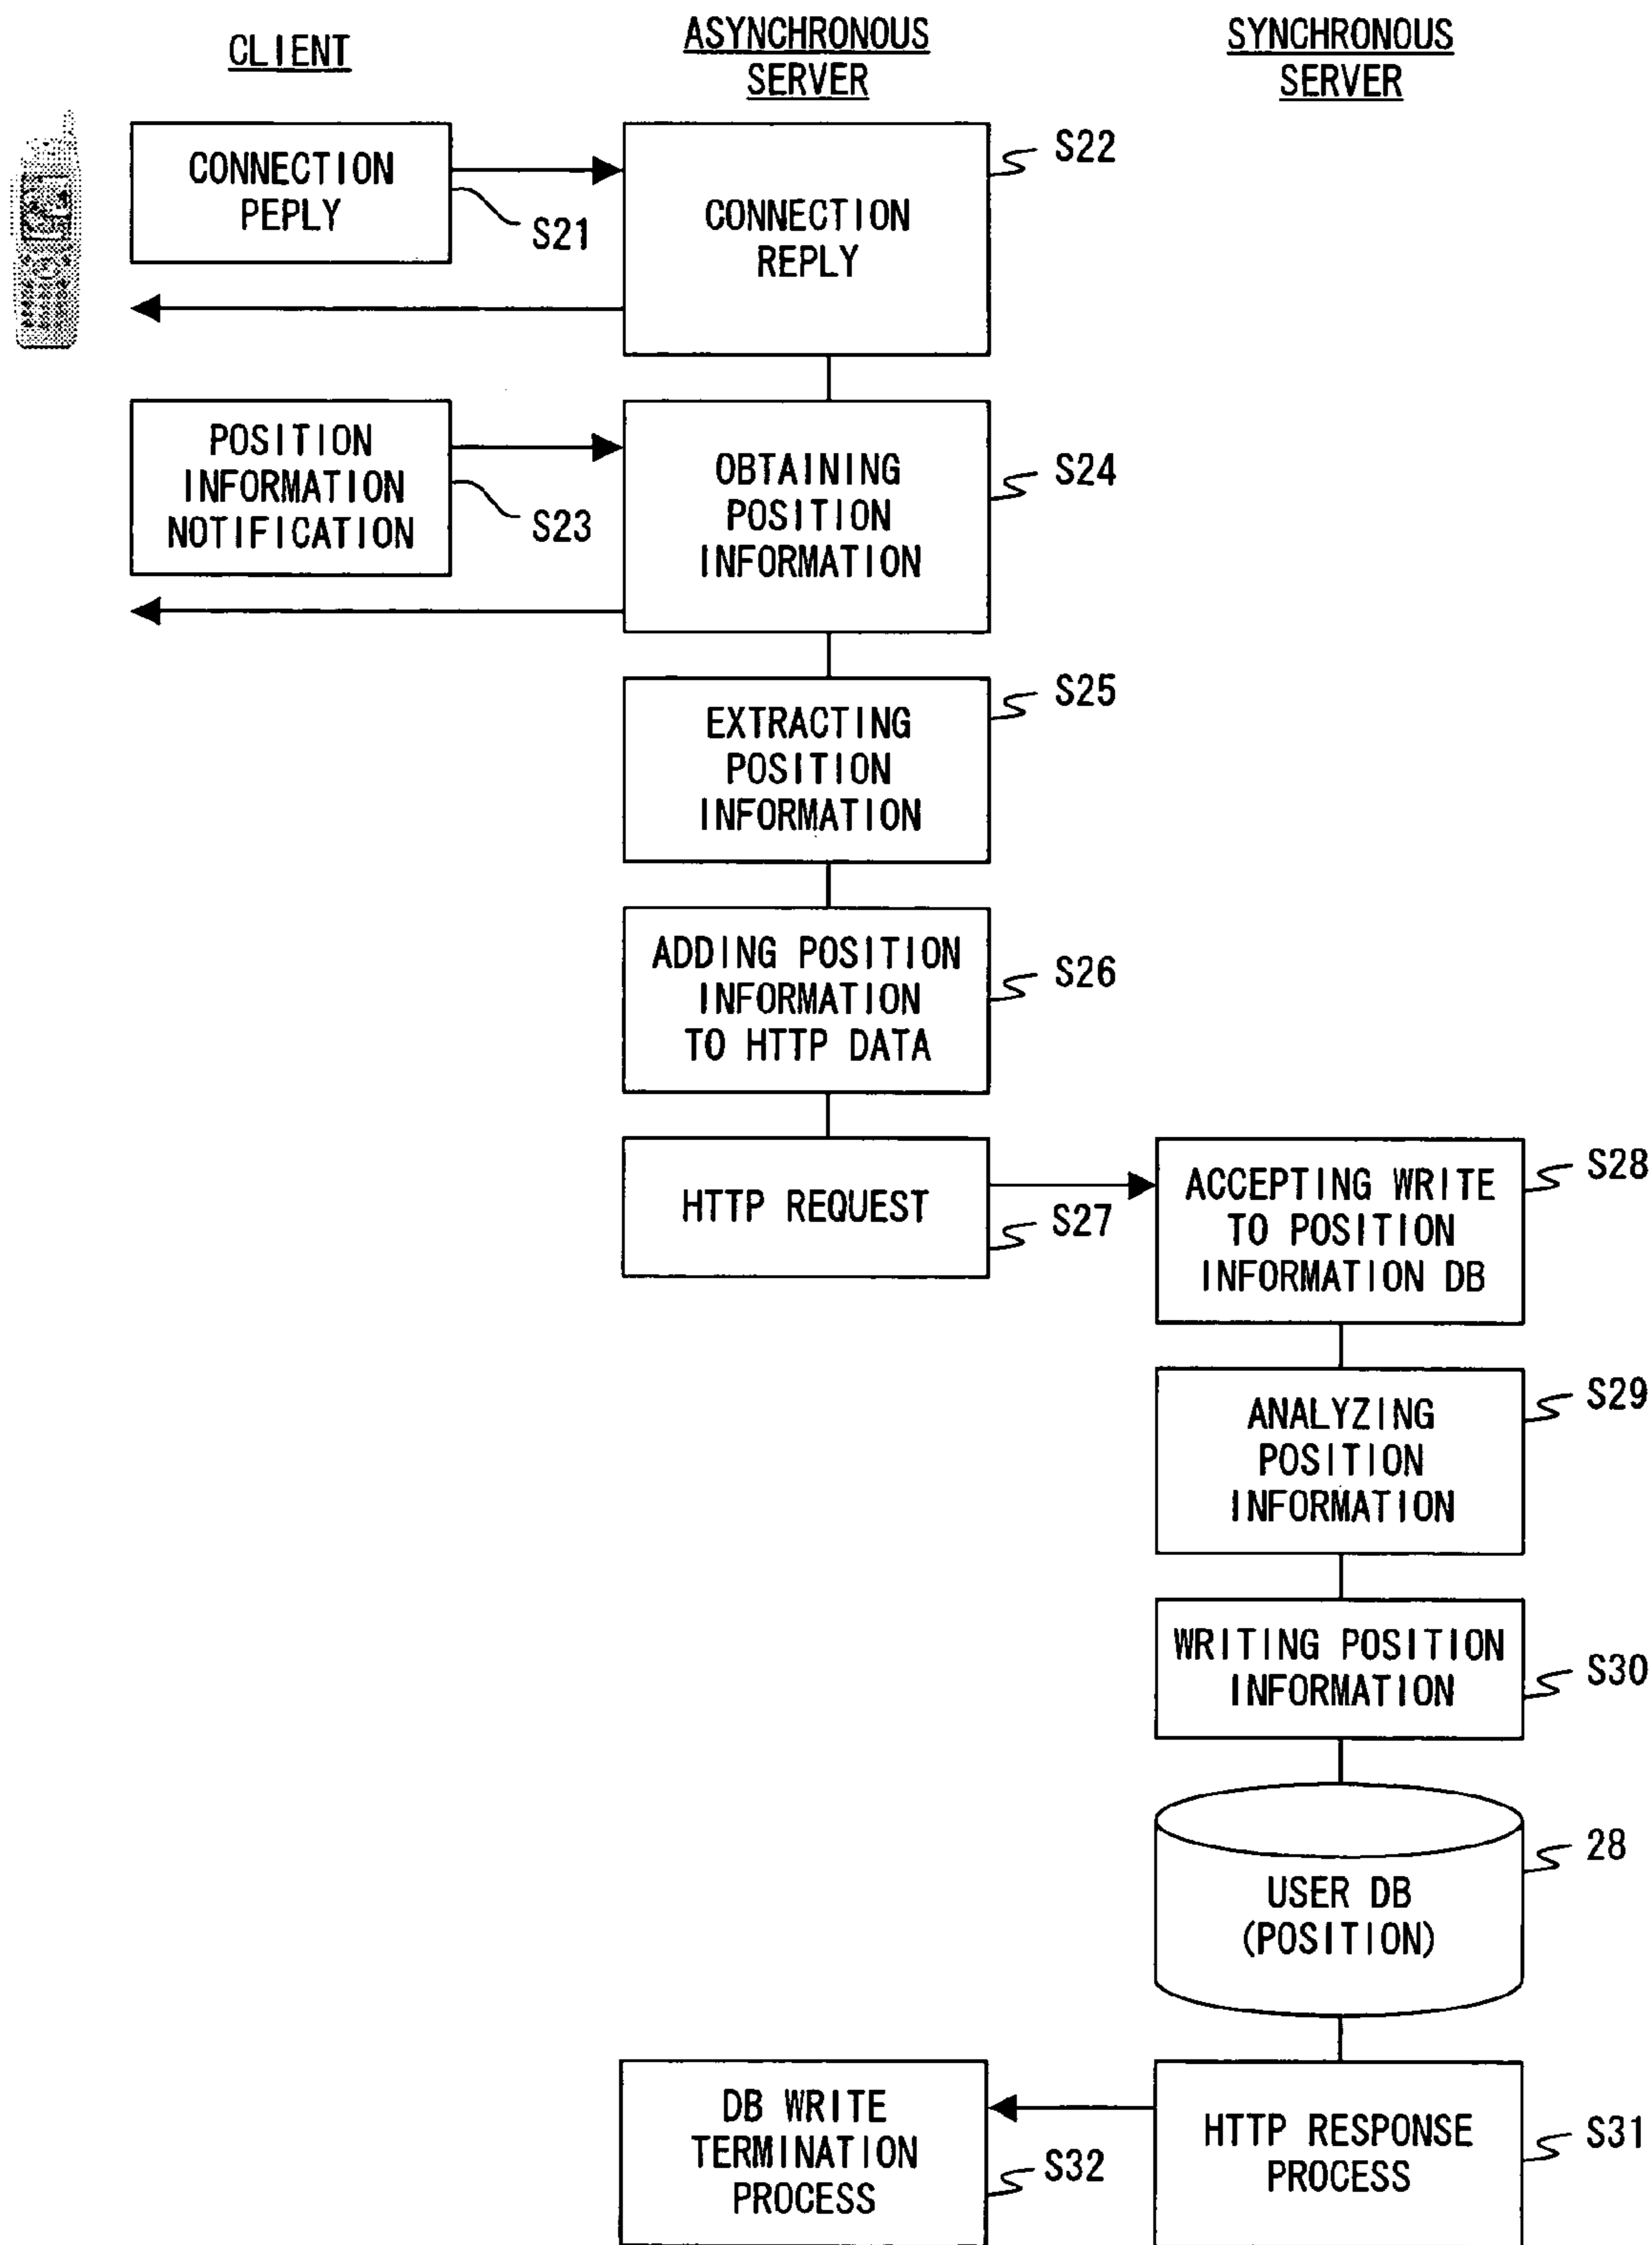 CLIENT
ASYNCHRONOUS
SERVER
SYNCHRONOUS
SERVER
CONNECTION
PEPLY
S21
CONNECTION
REPLY
S22
POSITION
INFORMATION
NOTIFICATION
S23
OBTAINING
POSITION
INFORMATION
S24
EXTRACTING
POSITION
INFORMATION
S25
ADDING POSITION
INFORMATION
TO HTTP DATA
S26
HTTP REQUEST
S27
ACCEPTING WRITE
TO POSITION
INFORMATION DB
S28
ANALYZING
POSITION
INFORMATION
S29
WRITING POSITION
INFORMATION
S30
USER DB
(POSITION)
28
DB WRITE
TERMINATION
PROCESS
S32
HTTP RESPONSE
PROCESS
S31